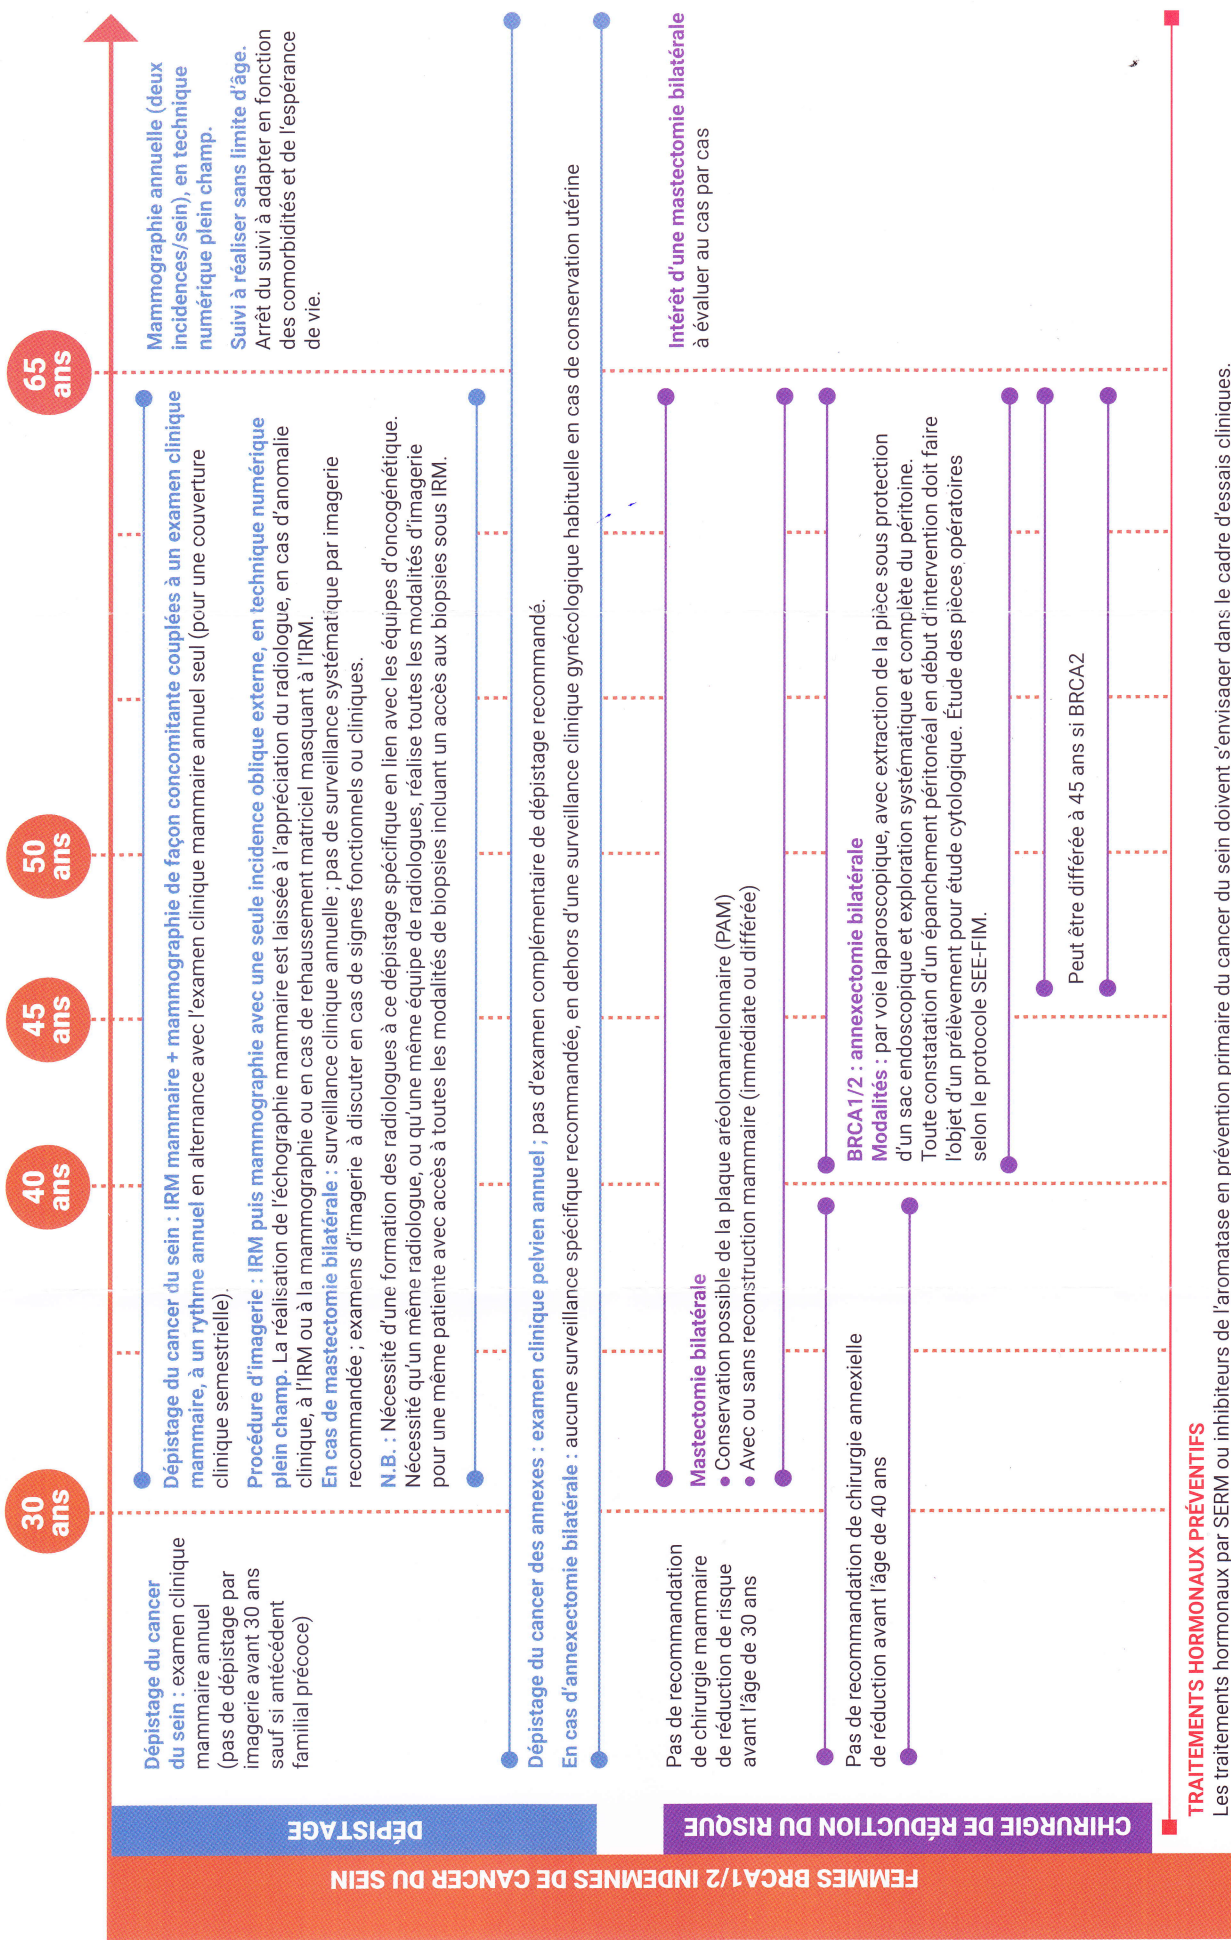 FEMMES BRCA1/2 INDEMNES DE CANCER DU SEIN
30
ans
40
ans
45
ans
50
ans
65
ans
DÉPISTAGE
Dépistage du cancer
du sein : examen clinique
mammaire annuel
(pas de dépistage par
imagerie avant 30 ans
sauf si antécédent
familial précoce)
Dépistage du cancer du sein : IRM mammaire + mammographie de façon concomitante couplées à un examen clinique
mammaire, à un rythme annuel en alternance avec l'examen clinique mammaire annuel seul (pour une couverture
clinique semestrielle).
Procédure d'imagerie : IRM puis mammographie avec une seule incidence oblique externe, en technique numérique
plein champ. La réalisation de l'échographie mammaire est laissée à l'appréciation du radiologue, en cas d'anomalie
clinique, à l'IRM ou à la mammographie ou en cas de rehaussement matriciel masquant à l'IRM.
En cas de mastectomie bilatérale : surveillance clinique annuelle ; pas de surveillance systématique par imagerie
recommandée ; examens d'imagerie à discuter en cas de signes fonctionnels ou cliniques.
N.B. : Nécessité d'une formation des radiologues à ce dépistage spécifique en lien avec les équipes d'oncogénétique.
Nécessité qu'un même radiologue, ou qu'une même équipe de radiologues, réalise toutes les modalités d'imagerie
pour une même patiente avec accès à toutes les modalités de biopsies incluant un accès aux biopsies sous IRM.
Mammographie annuelle (deux
incidences/sein), en technique
numérique plein champ.
Suivi à réaliser sans limite d'âge.
Arrêt du suivi à adapter en fonction
des comorbidités et de l'espérance
de vie.
Dépistage du cancer des annexes : examen clinique pelvien annuel ; pas d'examen complémentaire de dépistage recommandé.
En cas d'annexectomie bilatérale : aucune surveillance spécifique recommandée, en dehors d'une surveillance clinique gynécologique habituelle en cas de conservation utérine
CHIRURGIE DE RÉDUCTION DU RISQUE
Pas de recommandation
de chirurgie mammaire
de réduction de risque
avant l'âge de 30 ans
Mastectomie bilatérale
• Conservation possible de la plaque aréolomamelonnaire (PAM)
• Avec ou sans reconstruction mammaire (immédiate ou différée)
Intérêt d'une mastectomie bilatérale
à évaluer au cas par cas
Pas de recommandation de chirurgie annexielle
de réduction avant l'âge de 40 ans
BRCA1/2 : annexectomie bilatérale
Modalités : par voie laparoscopique, avec extraction de la pièce sous protection
d'un sac endoscopique et exploration systématique et complète du péritoine.
Toute constatation d'un épanchement péritonéal en début d'intervention doit faire
l'objet d'un prélèvement pour étude cytologique. Étude des pièces opératoires
selon le protocole SEE-FIM.
Peut être différée à 45 ans si BRCA2
TRAITEMENTS HORMONAUX PRÉVENTIFS
Les traitements hormonaux par SERM ou inhibiteurs de l'aromatase en prévention primaire du cancer du sein doivent s'envisager dans le cadre d'essais cliniques.